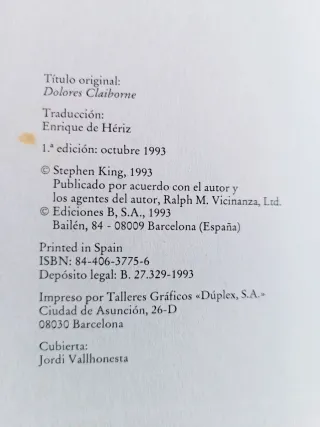 Título original:
Dolores Claiborne
Traducción:
Enrique de Hériz
1.ª edición: octubre 1993
© Stephen King, 1993
Publicado por acuerdo con el autor y
los agentes del autor, Ralph M. Vicinanza, Ltd.
© Ediciones B, S.A., 1993
Bailén, 84 - 08009 Barcelona (España)
Printed in Spain
ISBN: 84-406-3775-6
Depósito legal: B. 27.329-1993
Impreso por Talleres Gráficos «Dúplex, S.A.»
Ciudad de Asunción, 26-D
08030 Barcelona
Cubierta:
Jordi Vallhonesta